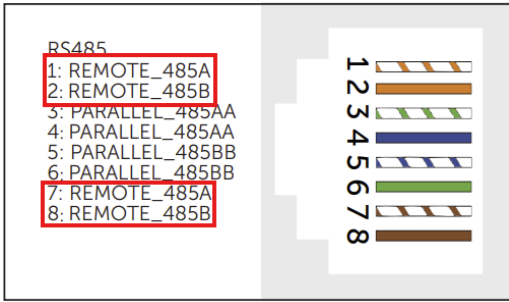 RS485
1: REMOTE_485A
2: REMOTE_485B
3: PARALLEL_485AA
4: PARALLEL_485AA
5: PARALLEL_485BB
6: PARALLEL_485BB
7: REMOTE_485A
8: REMOTE_485B
1
2
3
4
5
6
7
8